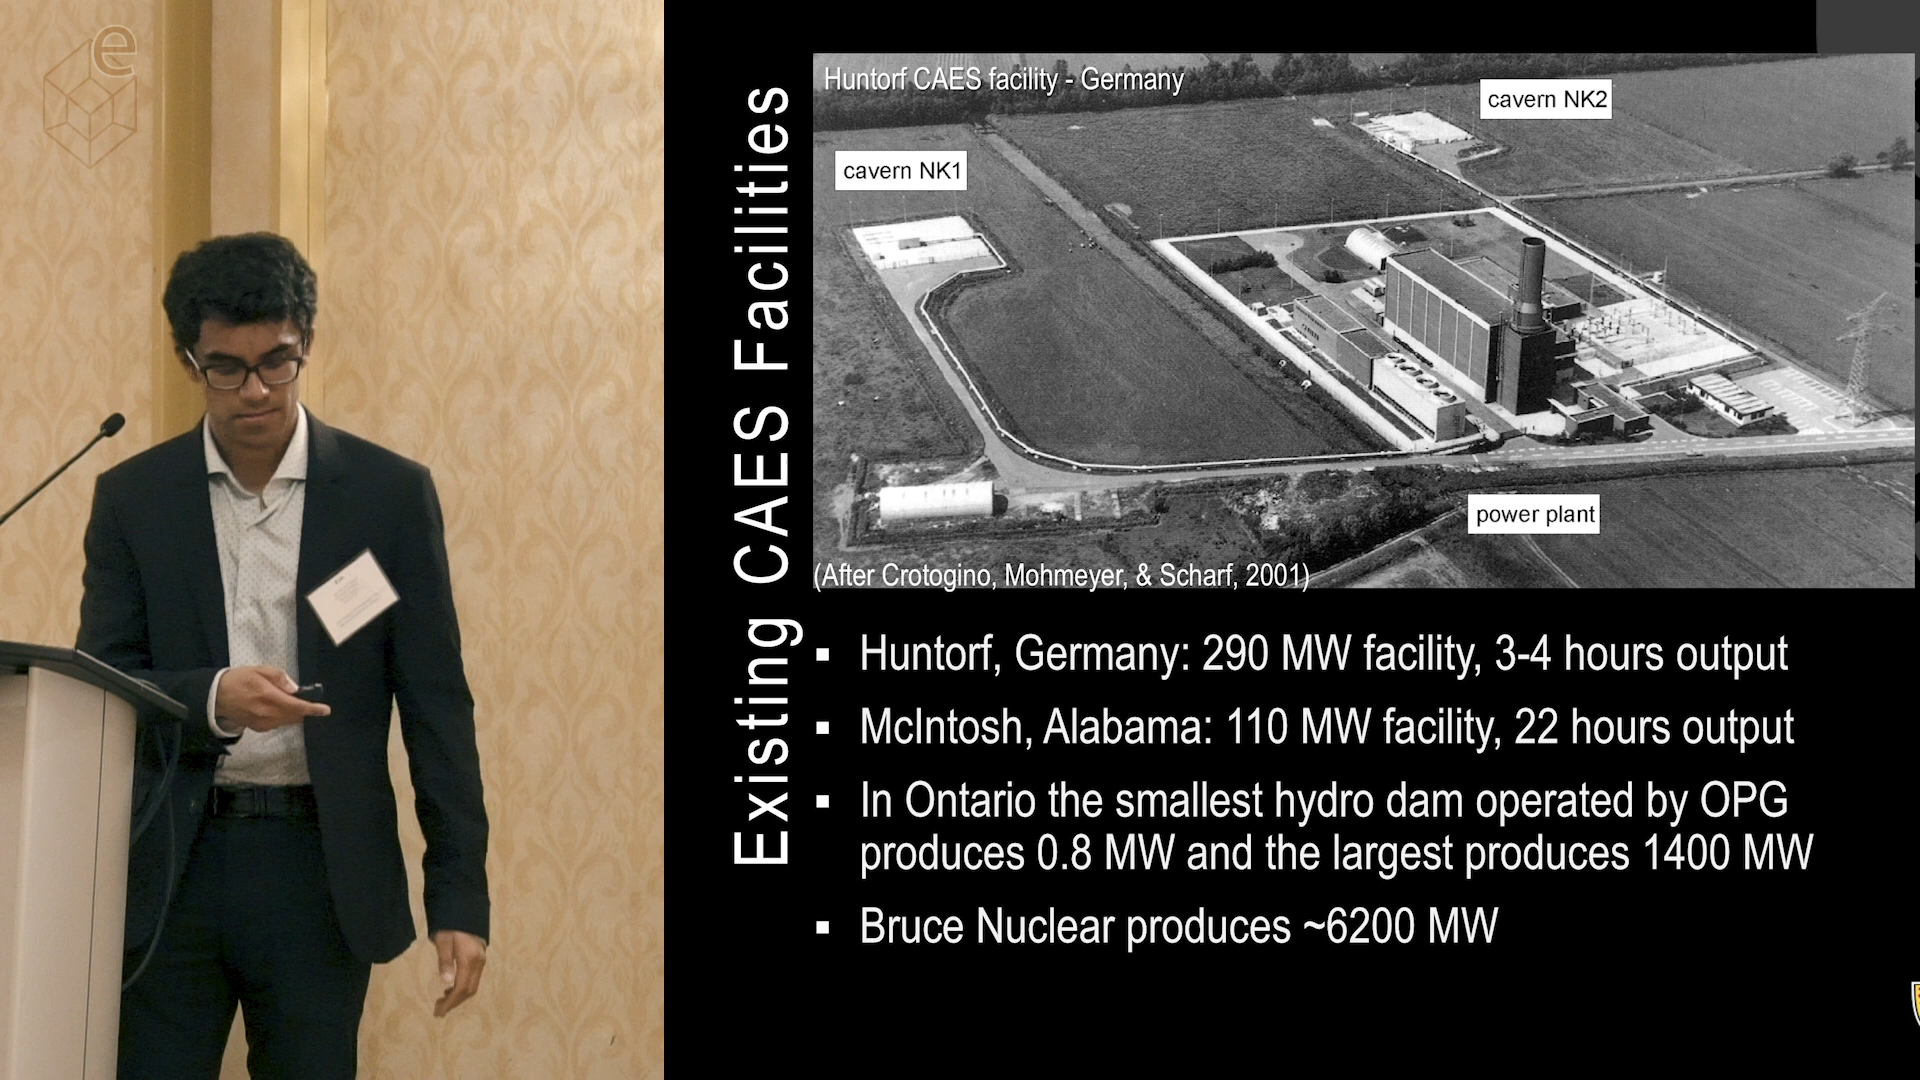 e
Existing CAES Facilities
Huntorf CAES facility - Germany
cavern NK2
cavern NK1
power plant
(After Crotogino, Mohmeyer, & Scharf, 2001)
▪ Huntorf, Germany: 290 MW facility, 3-4 hours output
▪ McIntosh, Alabama: 110 MW facility, 22 hours output
▪ In Ontario the smallest hydro dam operated by OPG
produces 0.8 MW and the largest produces 1400 MW
▪ Bruce Nuclear produces ~6200 MW